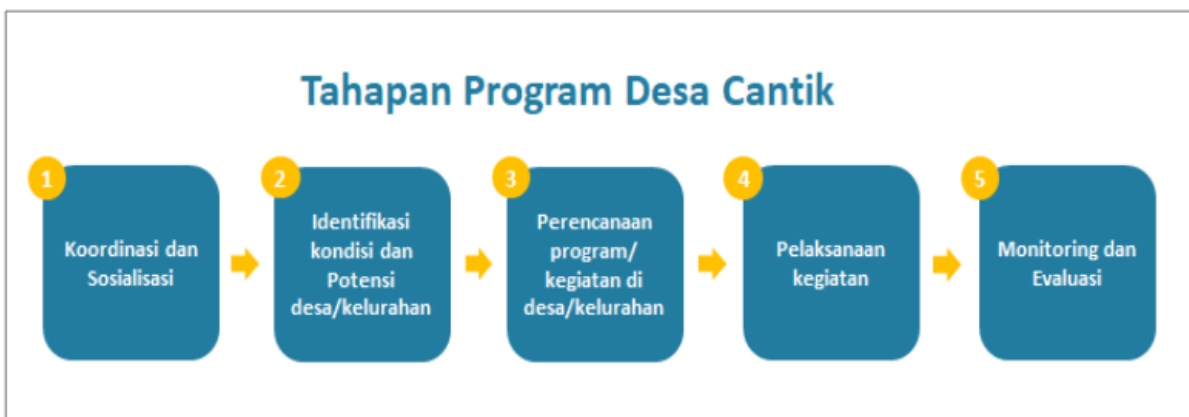 Tahapan Program Desa Cantik
1
Koordinasi dan
Sosialisasi
2
Identifikasi
kondisi dan
Potensi
desa/kelurahan
3
Perencanaan
program/
kegiatan di
desa/kelurahan
4
Pelaksanaan
kegiatan
5
Monitoring dan
Evaluasi